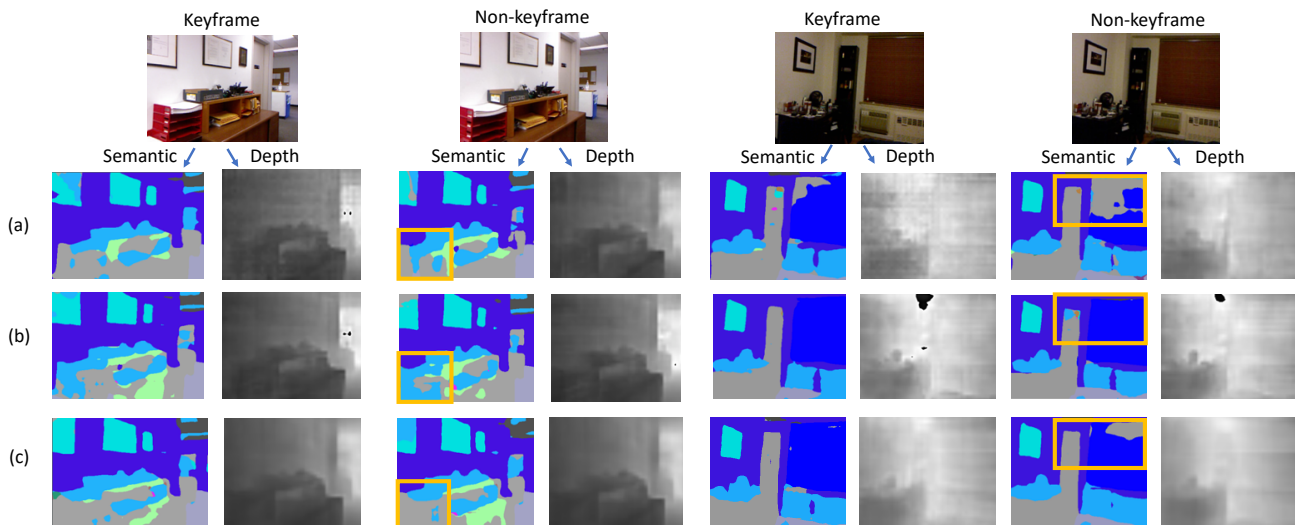 Keyframe
Non-keyframe
Keyframe
Non-keyframe
Semantic Depth
Semantic Depth
Semantic Depth
Semantic Depth
(a)
(b)
(c)